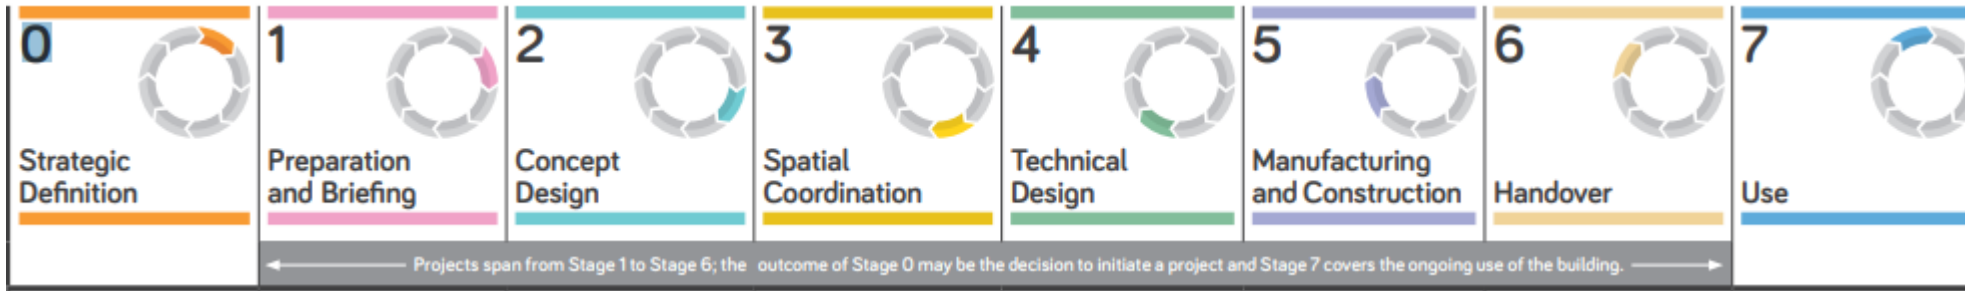 0
Strategic
Definition
1
Preparation
and Briefing
2
Concept
Design
3
Spatial
Coordination
4
Technical
Design
5
Manufacturing
and Construction
6
Handover
7
Use
Projects span from Stage 1 to Stage 6; the outcome of Stage 0 may be the decision to initiate a project and Stage 7 covers the ongoing use of the building.